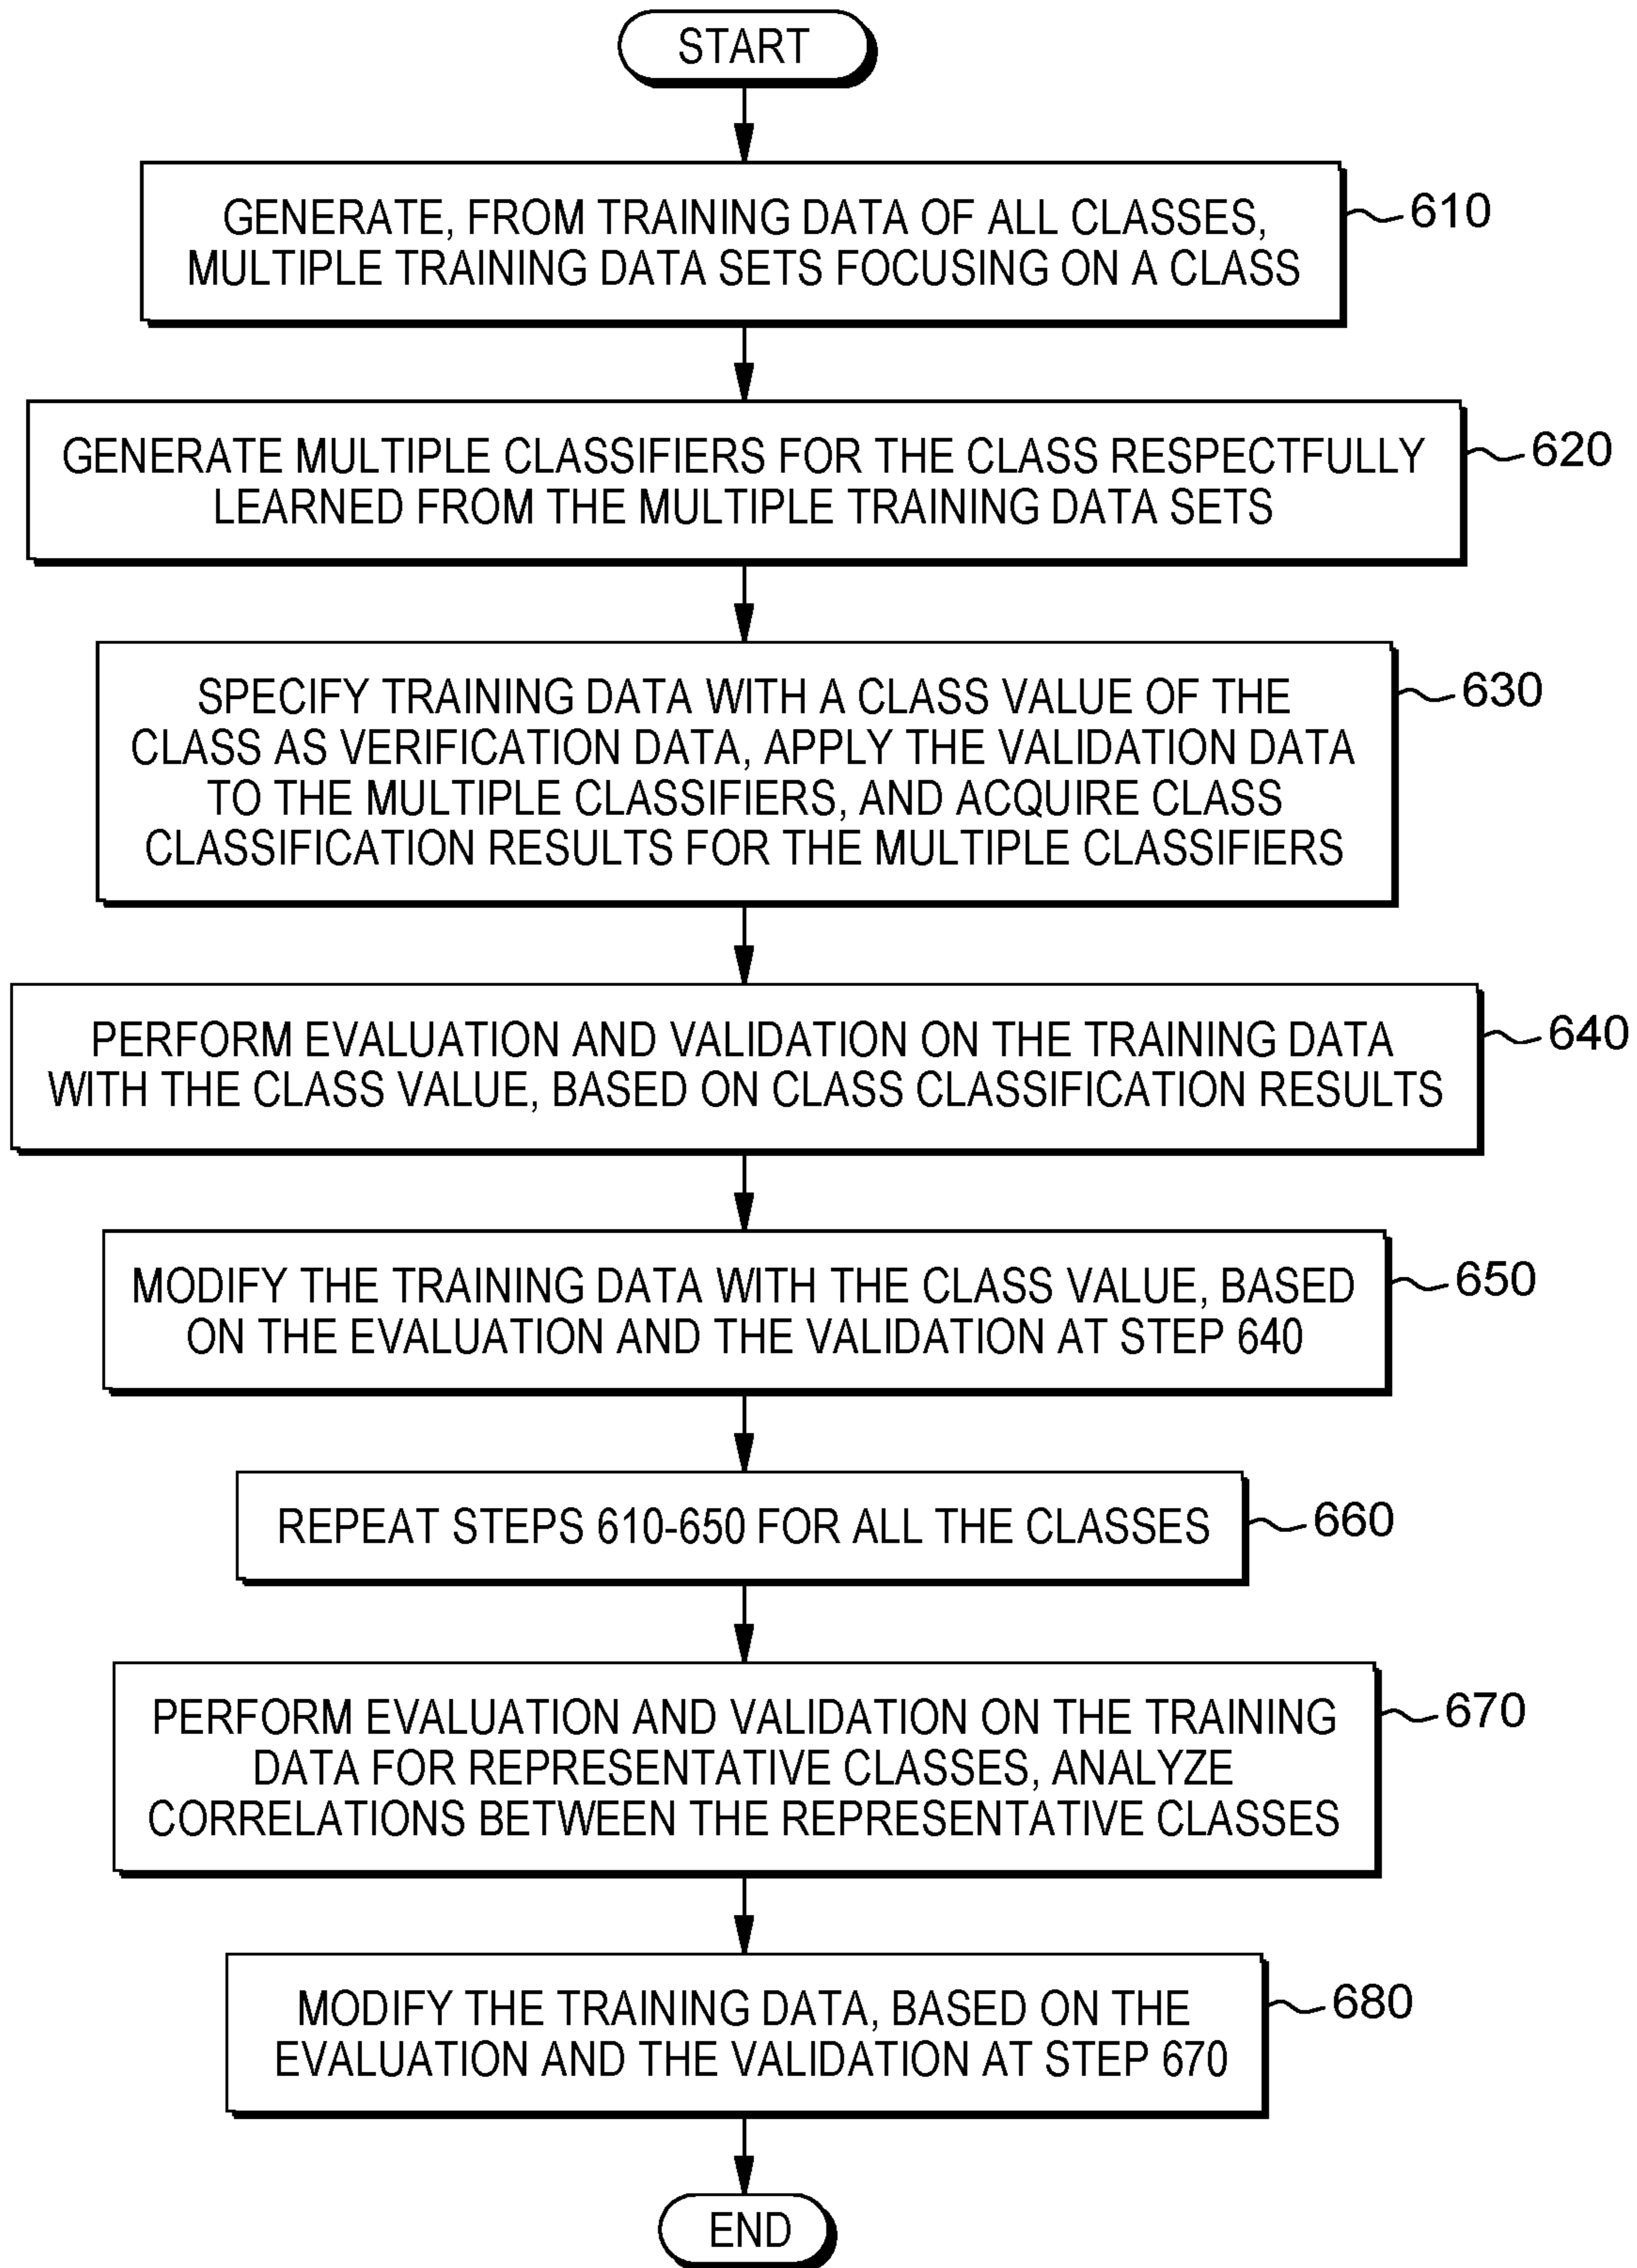 START
GENERATE, FROM TRAINING DATA OF ALL CLASSES,
MULTIPLE TRAINING DATA SETS FOCUSING ON A CLASS
610
GENERATE MULTIPLE CLASSIFIERS FOR THE CLASS RESPECTFULLY
LEARNED FROM THE MULTIPLE TRAINING DATA SETS
620
SPECIFY TRAINING DATA WITH A CLASS VALUE OF THE
CLASS AS VERIFICATION DATA, APPLY THE VALIDATION DATA
TO THE MULTIPLE CLASSIFIERS, AND ACQUIRE CLASS
CLASSIFICATION RESULTS FOR THE MULTIPLE CLASSIFIERS
630
PERFORM EVALUATION AND VALIDATION ON THE TRAINING DATA
WITH THE CLASS VALUE, BASED ON CLASS CLASSIFICATION RESULTS
640
MODIFY THE TRAINING DATA WITH THE CLASS VALUE, BASED
ON THE EVALUATION AND THE VALIDATION AT STEP 640
650
REPEAT STEPS 610-650 FOR ALL THE CLASSES
660
PERFORM EVALUATION AND VALIDATION ON THE TRAINING
DATA FOR REPRESENTATIVE CLASSES, ANALYZE
CORRELATIONS BETWEEN THE REPRESENTATIVE CLASSES
670
MODIFY THE TRAINING DATA, BASED ON THE
EVALUATION AND THE VALIDATION AT STEP 670
680
END